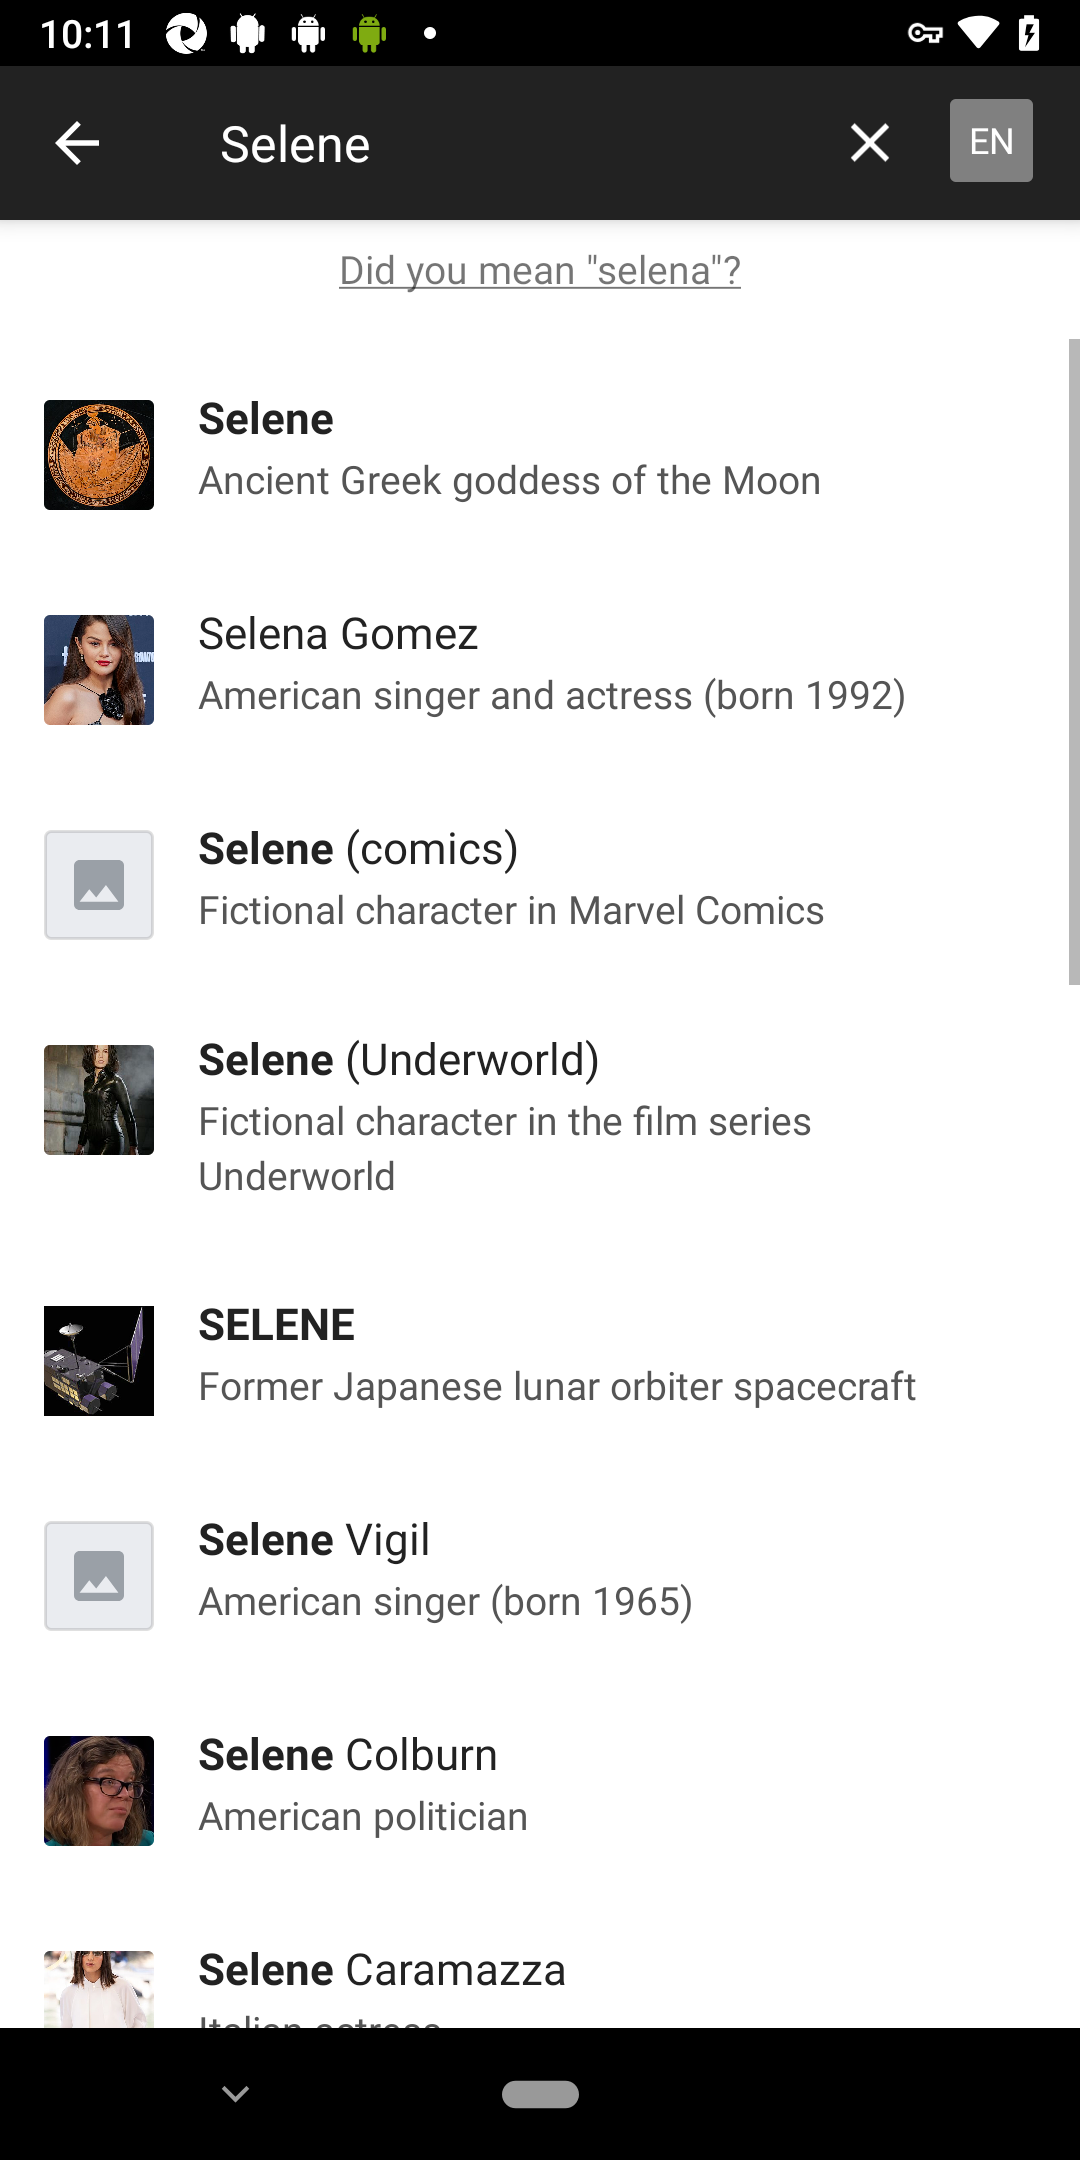 10:11
Selene
EN
Did you mean "selena"?
Selene
Ancient Greek goddess of the Moon
Selena Gomez
American singer and actress (born 1992)
Selene (comics)
Fictional character in Marvel Comics
Selene (Underworld)
Fictional character in the film series
Underworld
SELENE
Former Japanese lunar orbiter spacecraft
Selene Vigil
American singer (born 1965)
Selene Colburn
American politician
Selene Caramazza
Italian actress